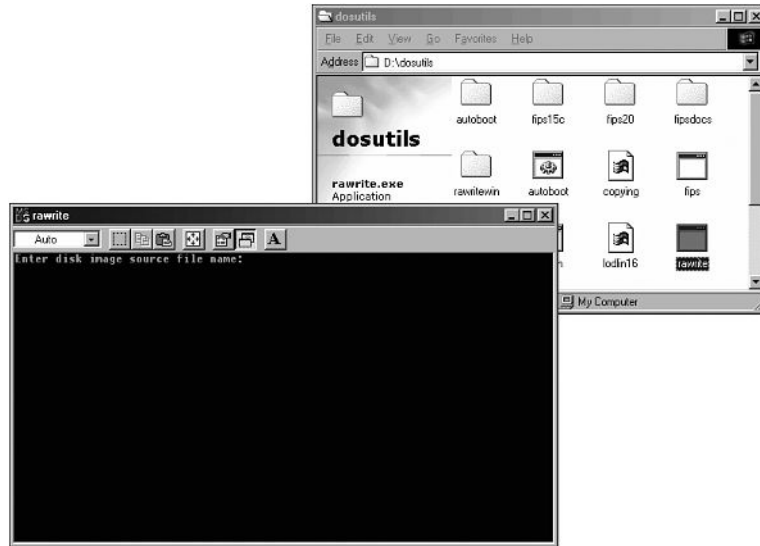 dosutils
File Edit View Go Favorites Help
Address D:\dosutils
dosutils
rawrite.exe
Application
autoboot fips15c fips20 fipsdocs
rawritewin autoboot copying fips
lodlin16 rawrite
My Computer
rawrite
Auto
A
Enter disk image source file name: